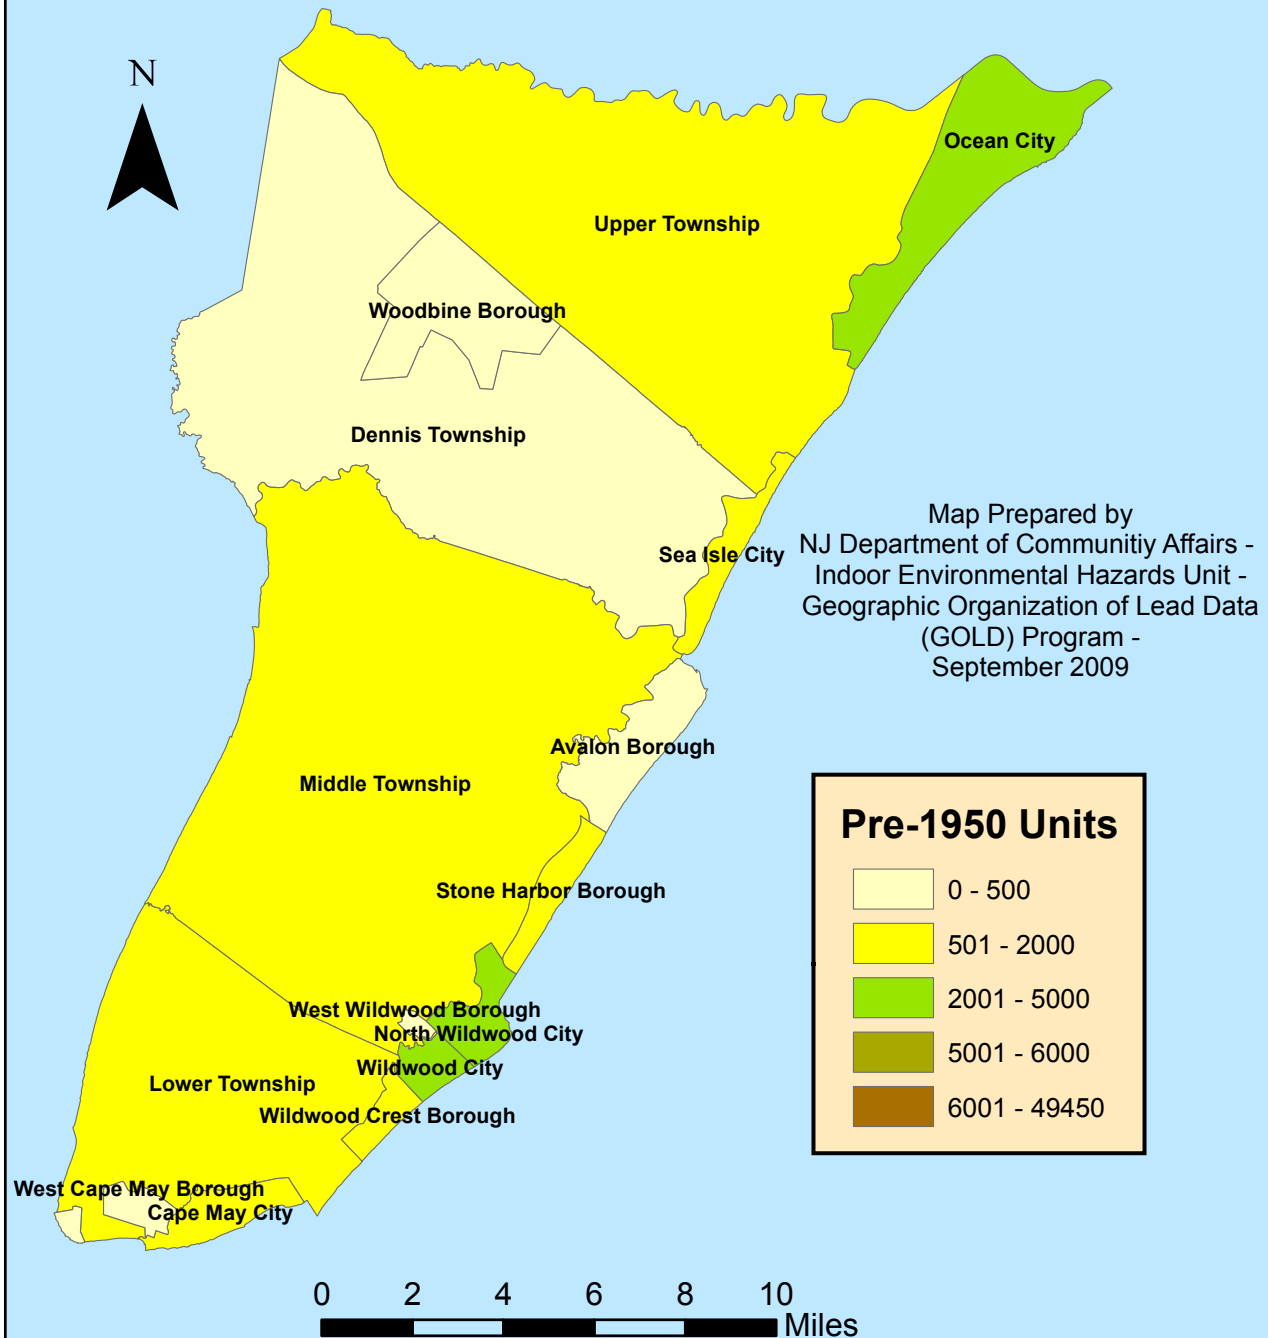 N
Ocean City
Upper Township
Woodbine Borough
Dennis Township
Sea Isle City
Map Prepared by
NJ Department of Communitiy Affairs -
Indoor Environmental Hazards Unit -
Geographic Organization of Lead Data
(GOLD) Program -
September 2009
Avalon Borough
Middle Township
Stone Harbor Borough
West Wildwood Borough
North Wildwood City
Wildwood City
Lower Township
Wildwood Crest Borough
West Cape May Borough
Cape May City
Pre-1950 Units
0 - 500
501 - 2000
2001 - 5000
5001 - 6000
6001 - 49450
0 2 4 6 8 10
Miles